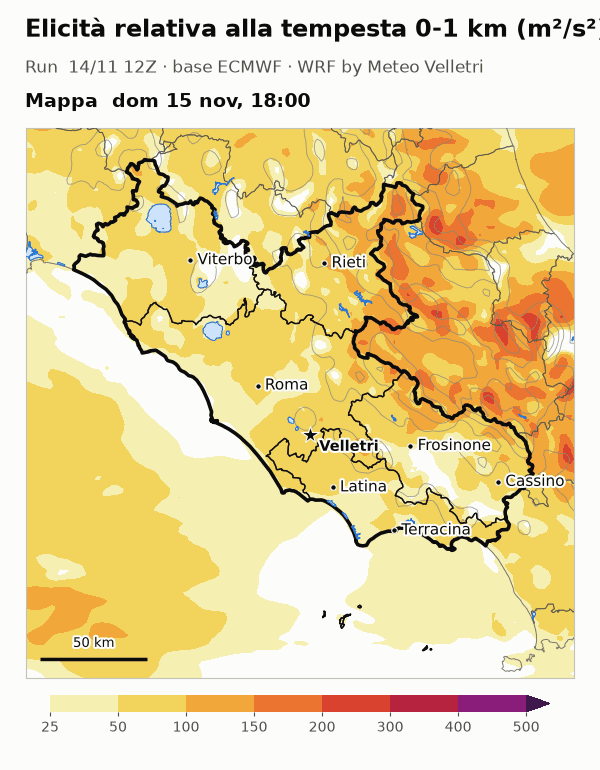 Elicità relativa alla tempesta 0-1 km (m²/s²)
Run 14/11 12Z · base ECMWF · WRF by Meteo Velletri
Mappa dom 15 nov, 18:00
Viterbo
Rieti
Roma
Velletri
Frosinone
Latina
Cassino
Terracina
50 km
25 50 100 150 200 300 400 500